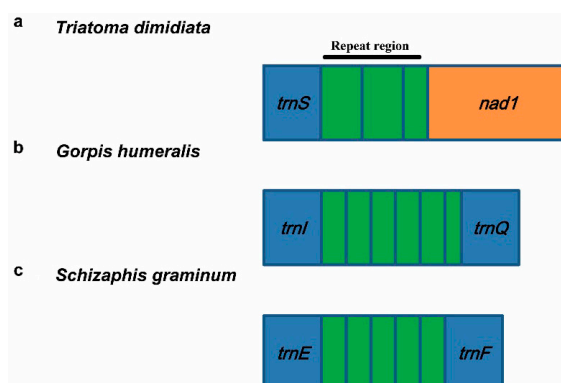 a Triatoma dimidiata
Repeat region
trnS nad1
b Gorpis humeralis
trnI trnQ
c Schizaphis graminum
trnE trnF